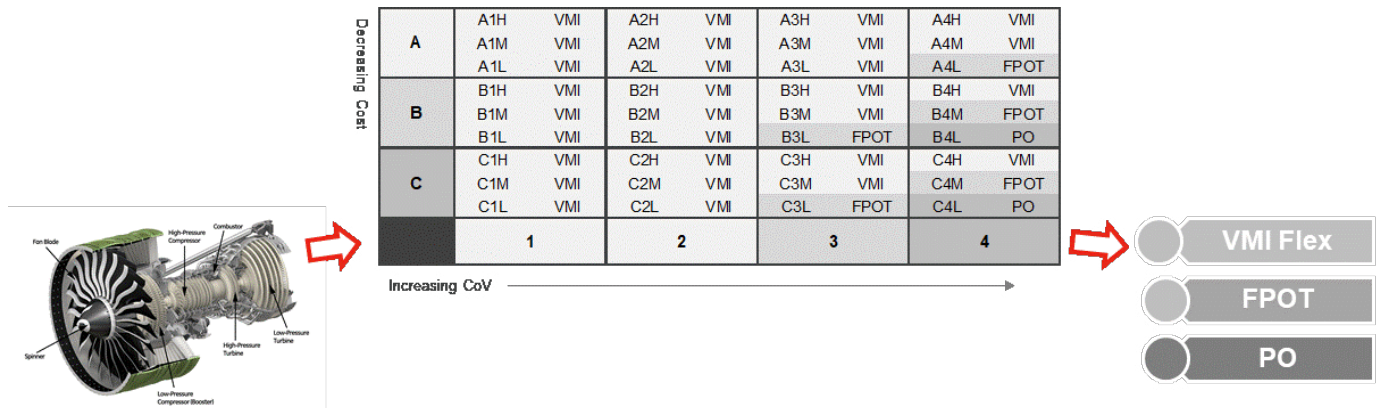 Decreasing Cost
A
A1H VMI A2H VMI A3H VMI A4H VMI
A1M VMI A2M VMI A3M VMI A4M VMI
A1L VMI A2L VMI A3L VMI A4L FPOT
B
B1H VMI B2H VMI B3H VMI B4H VMI
B1M VMI B2M VMI B3M VMI B4M FPOT
B1L VMI B2L VMI B3L FPOT B4L PO
C
C1H VMI C2H VMI C3H VMI C4H VMI
C1M VMI C2M VMI C3M VMI C4M FPOT
C1L VMI C2L VMI C3L FPOT C4L PO
1 2 3 4
Increasing CoV
Fan Blade
High-Pressure
Compressor
Combustor
Spinner
Low-Pressure
Compressor (Booster)
High-Pressure
Turbine
Low-Pressure
Turbine
VMI Flex
FPOT
PO